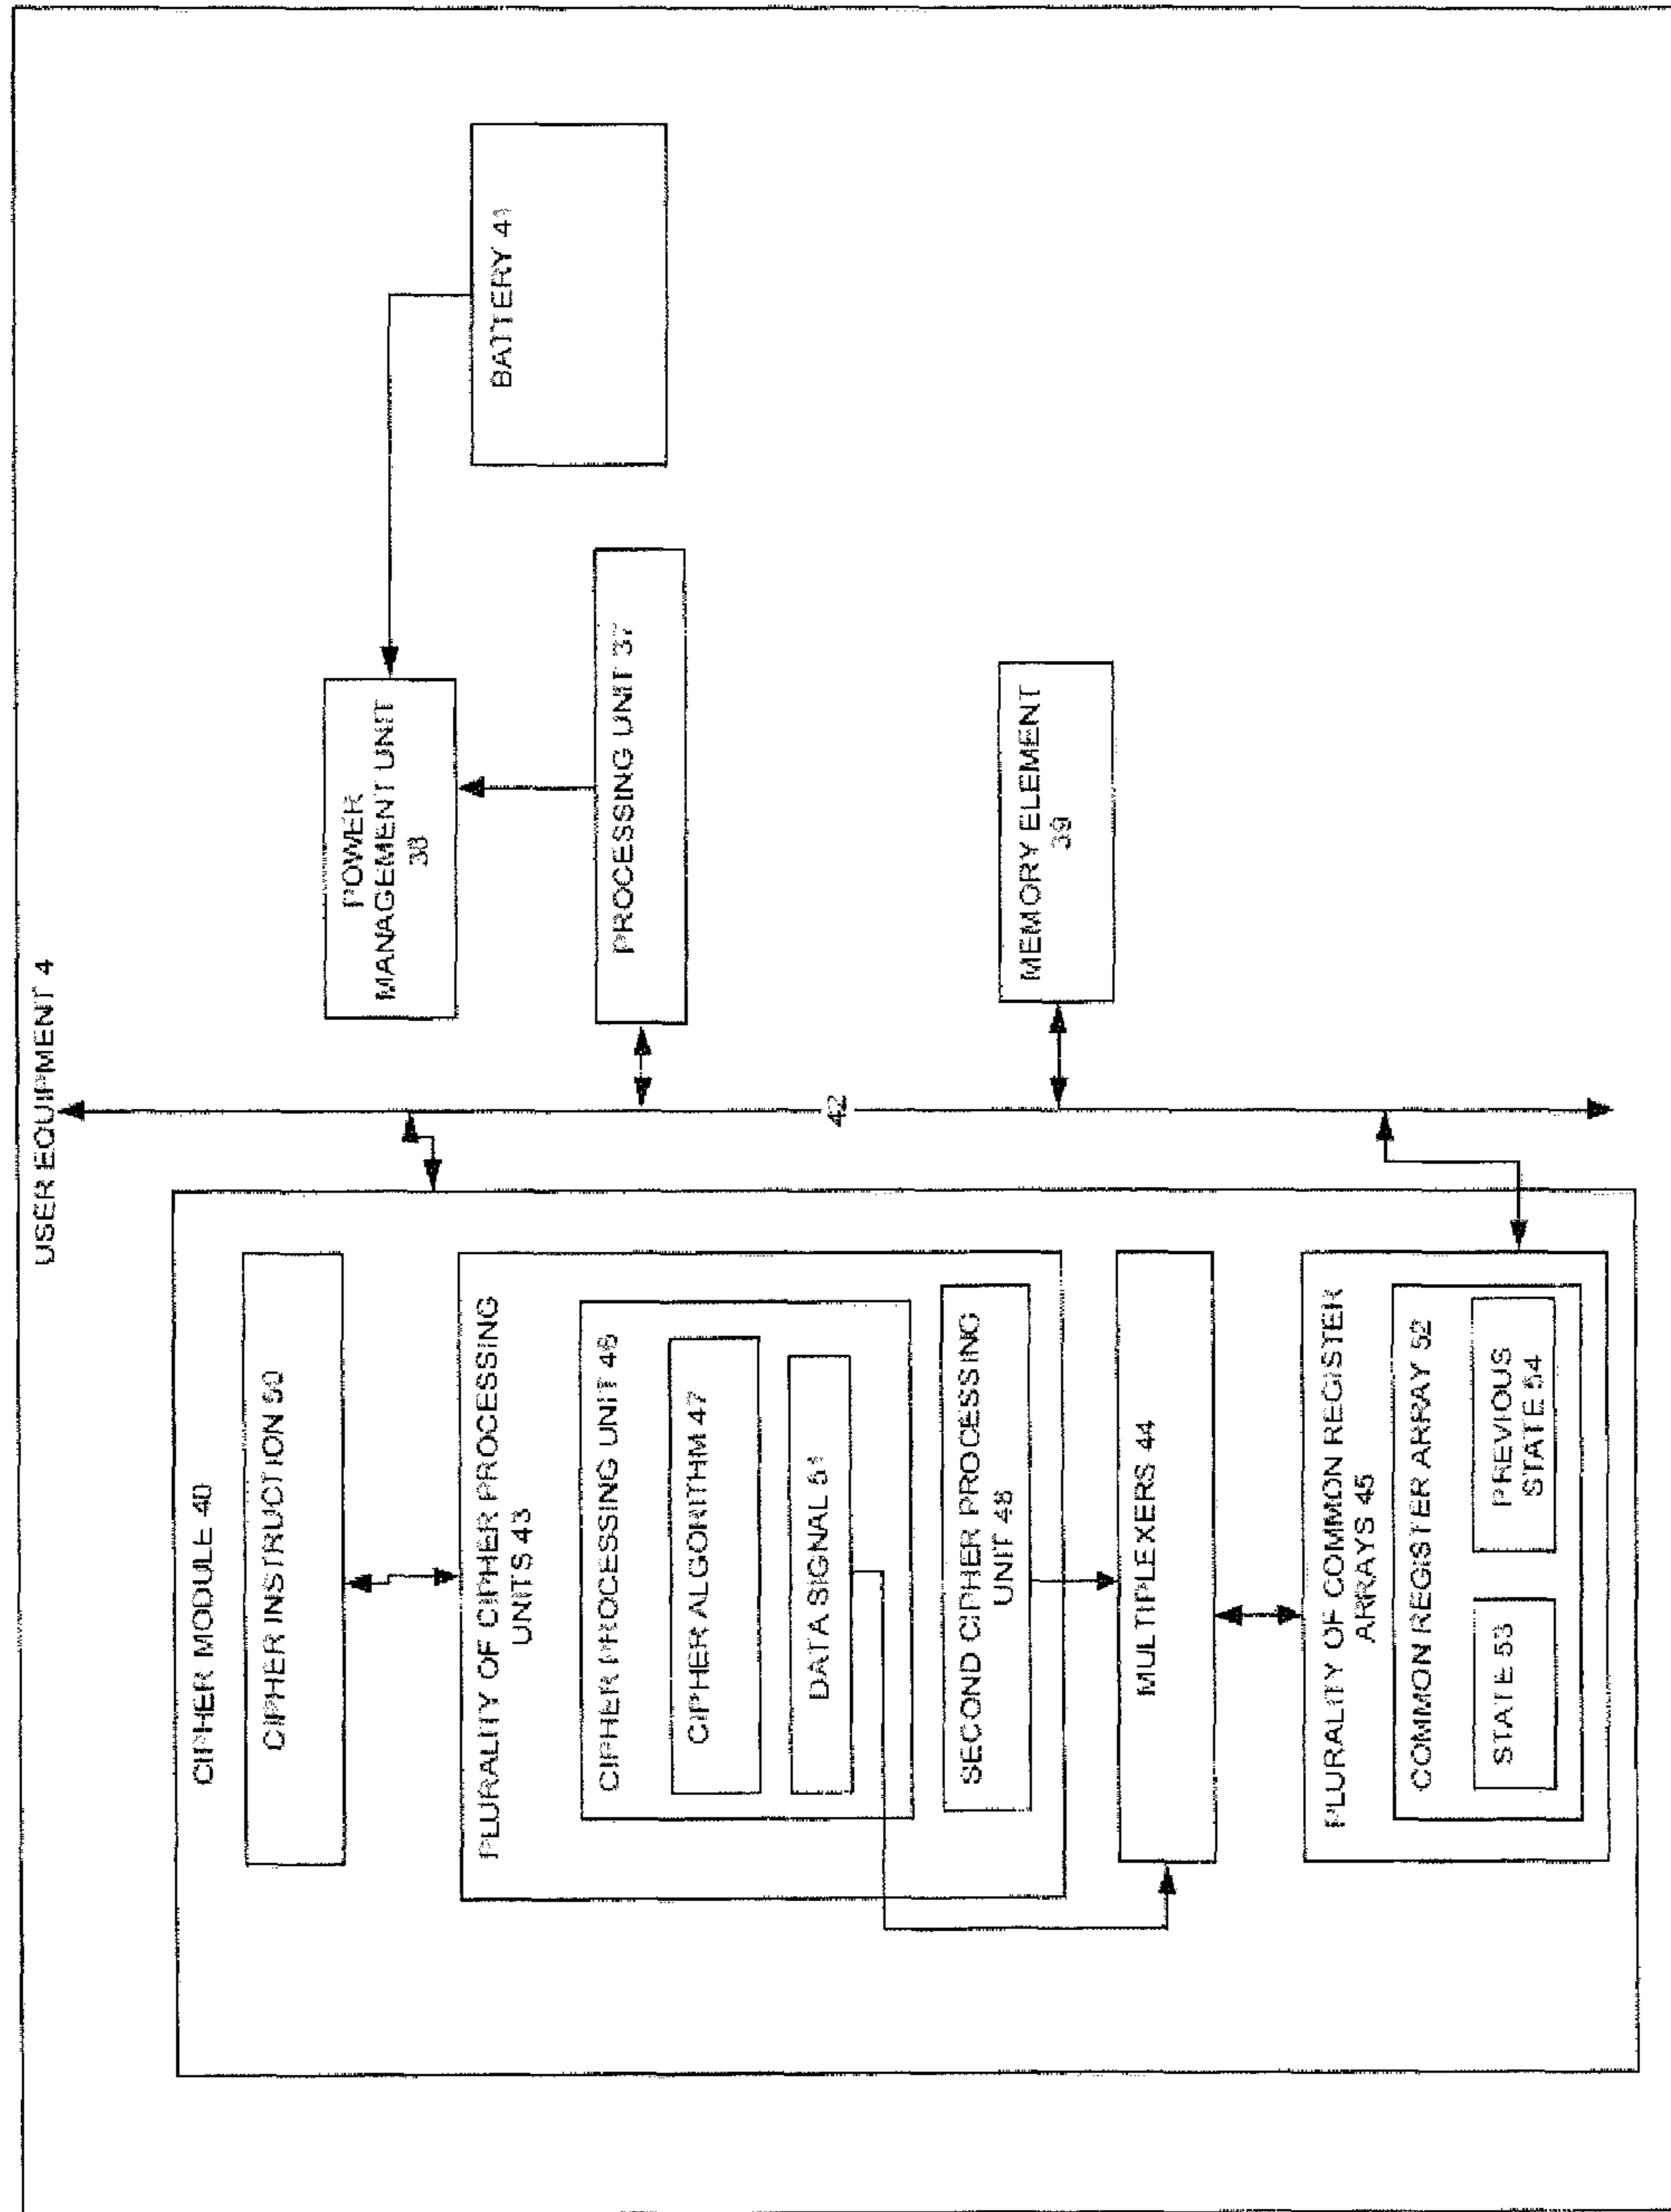 USER EQUIPMENT 4
CIPHER MODULE 40
CIPHER INSTRUCTION 50
PLURALITY OF CIPHER PROCESSING
UNITS 43
CIPHER PROCESSING UNIT 46
CIPHER ALGONITHM 47
DATA SIGNAL 51
SECOND CIPHER PROCESSING
UNIT 48
MULTIPLEXERS 44
PLURALITY OF COMMON REGISTER
ARRAYS 45
COMMON REGISTER ARRAY 52
STATE 53
PREVIOUS
STATE 54
42
POWER
MANAGEMENT UNIT
38
PROCESSING UNIT 37
MEMORY ELEMENT
39
BATTERY 41